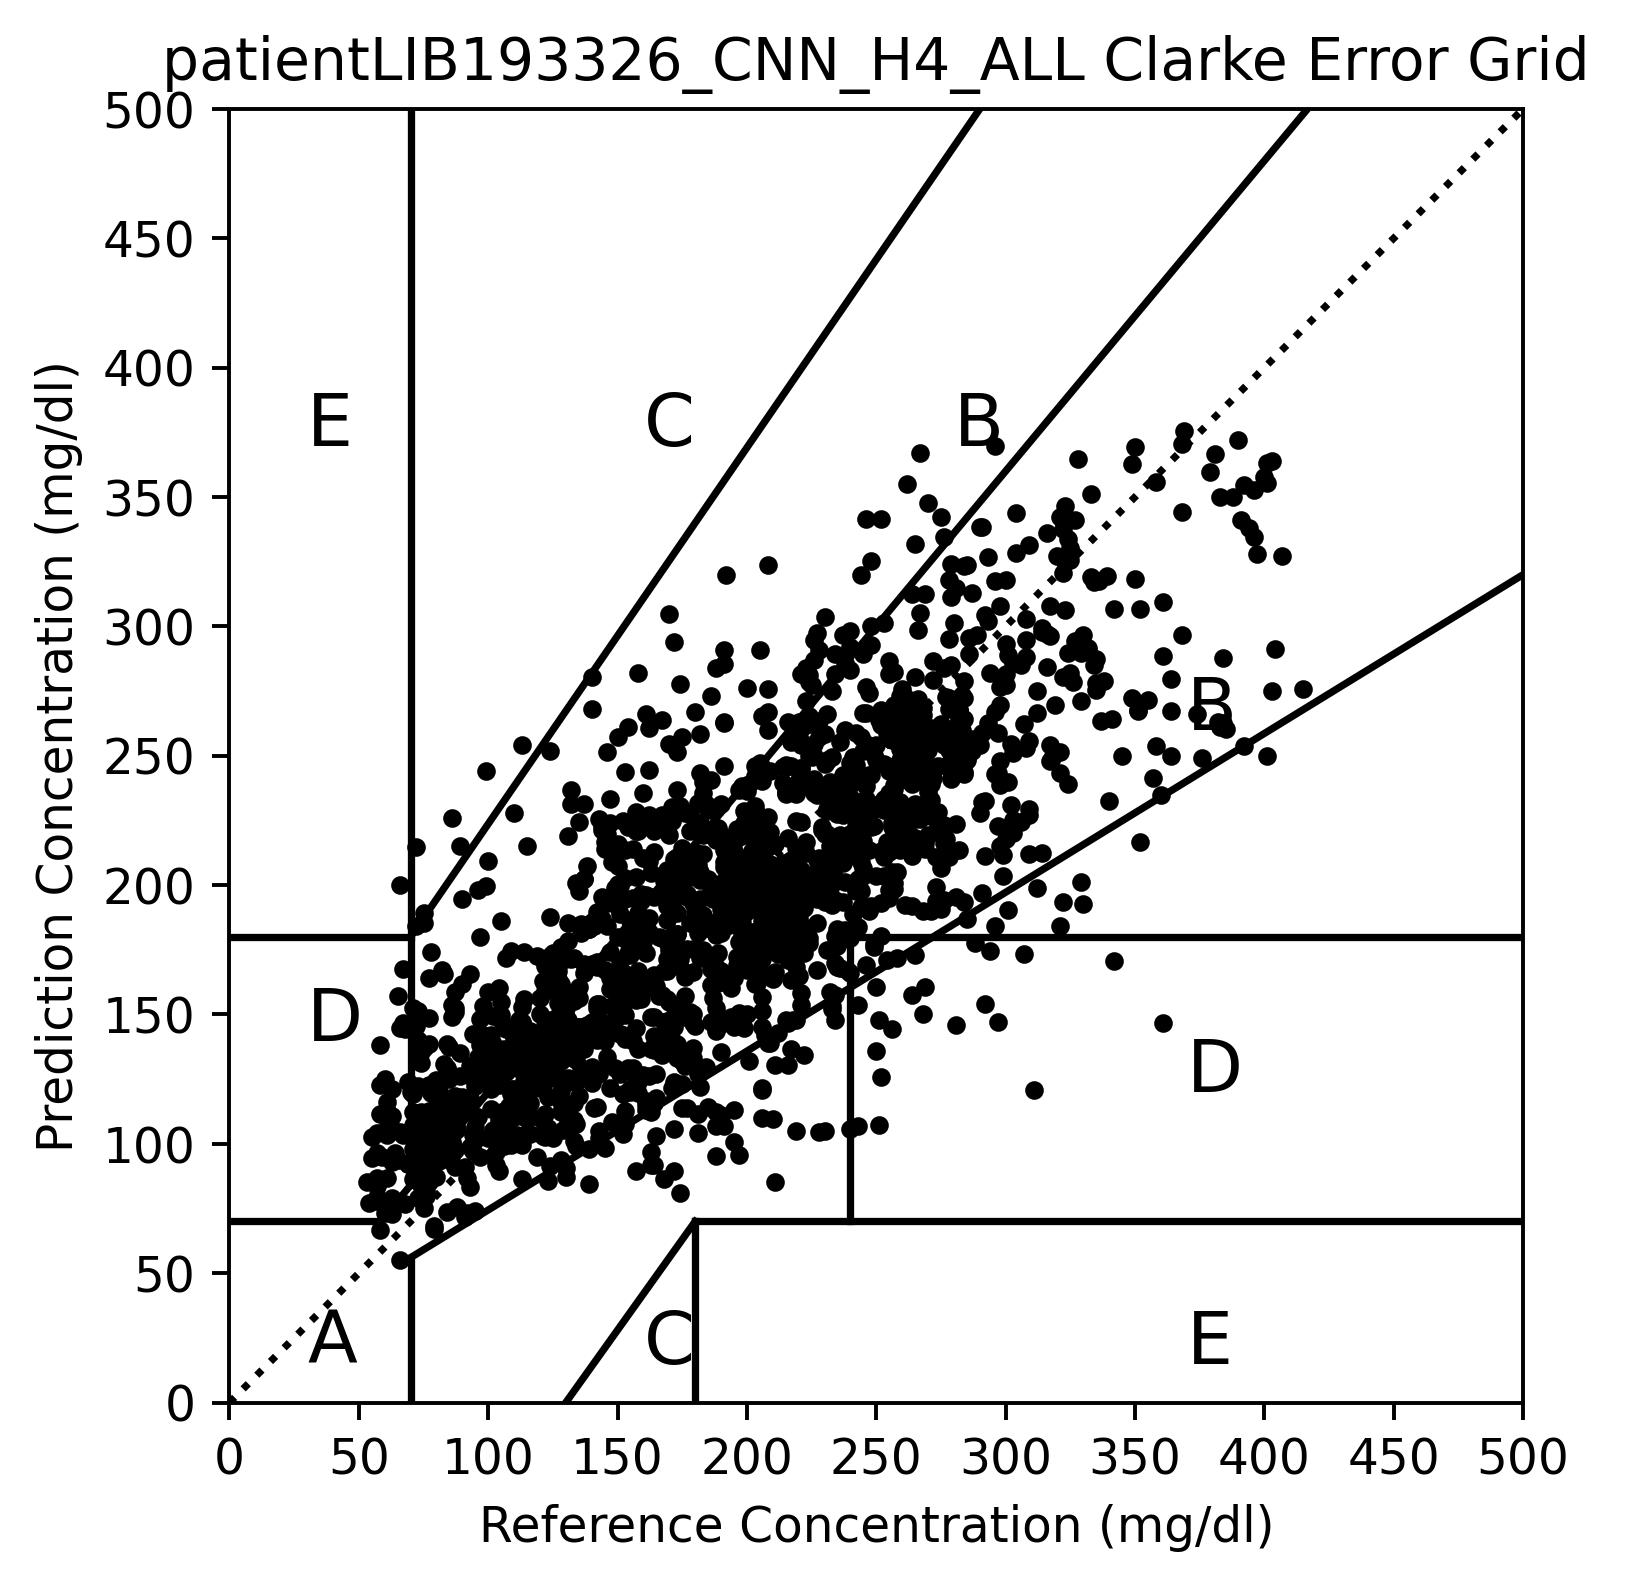 patientLIB193326_CNN_H4_ALL Clarke Error Grid
500
450
400
350
300
250
200
150
100
50
0
Prediction Concentration (mg/dl)
E
C
B
B
D
D
A
C
E
0 50 100 150 200 250 300 350 400 450 500
Reference Concentration (mg/dl)